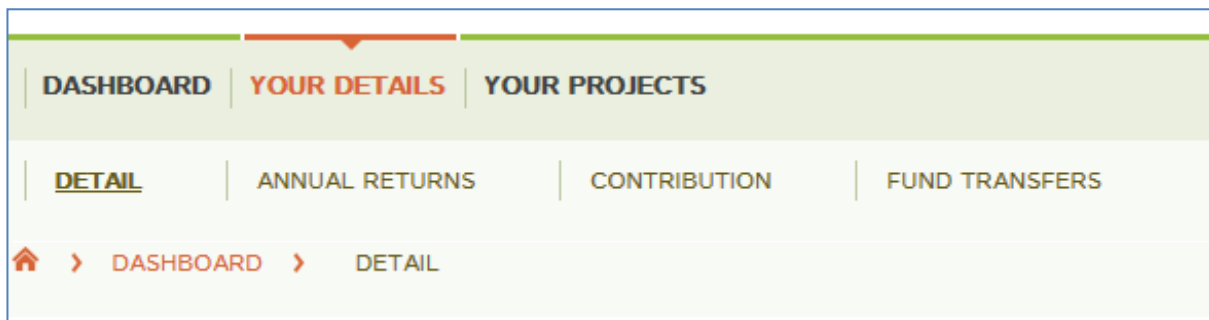 DASHBOARD YOUR DETAILS YOUR PROJECTS
DETAIL ANNUAL RETURNS CONTRIBUTION FUND TRANSFERS
DASHBOARD DETAIL